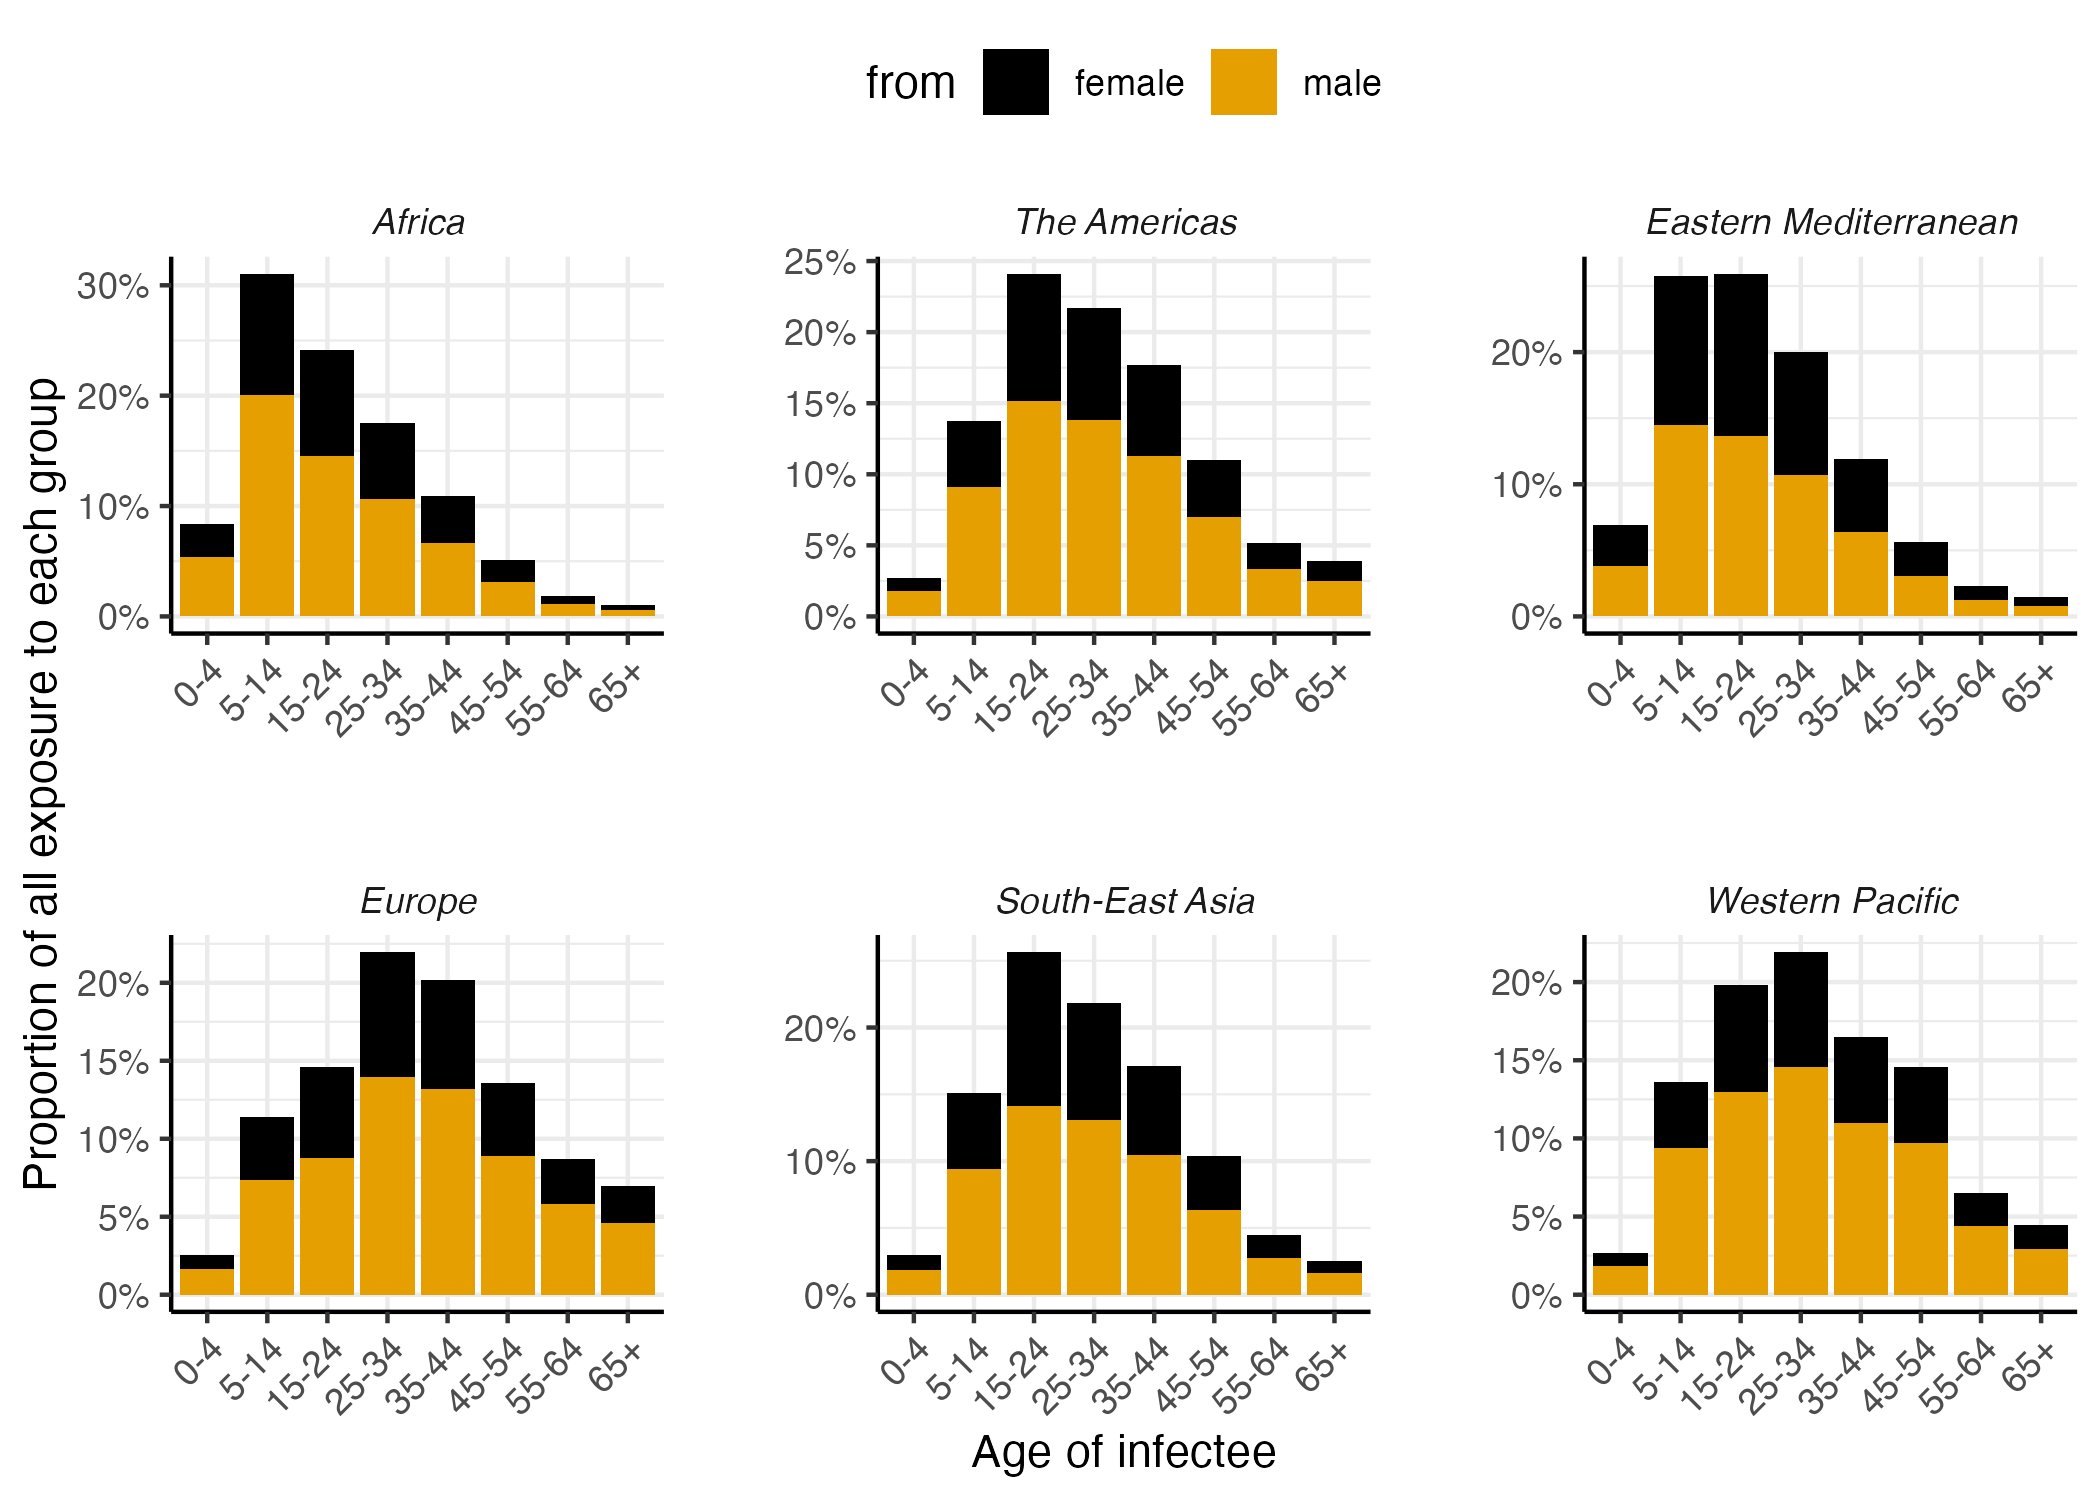 from female male
Proportion of all exposure to each group
Africa
30%
20%
10%
0%
0-4 5-14 15-24 25-34 35-44 45-54 55-64 65+
The Americas
25%
20%
15%
10%
5%
0%
0-4 5-14 15-24 25-34 35-44 45-54 55-64 65+
Eastern Mediterranean
20%
10%
0%
0-4 5-14 15-24 25-34 35-44 45-54 55-64 65+
Europe
20%
15%
10%
5%
0%
0-4 5-14 15-24 25-34 35-44 45-54 55-64 65+
South-East Asia
20%
10%
0%
0-4 5-14 15-24 25-34 35-44 45-54 55-64 65+
Western Pacific
20%
15%
10%
5%
0%
0-4 5-14 15-24 25-34 35-44 45-54 55-64 65+
Age of infectee